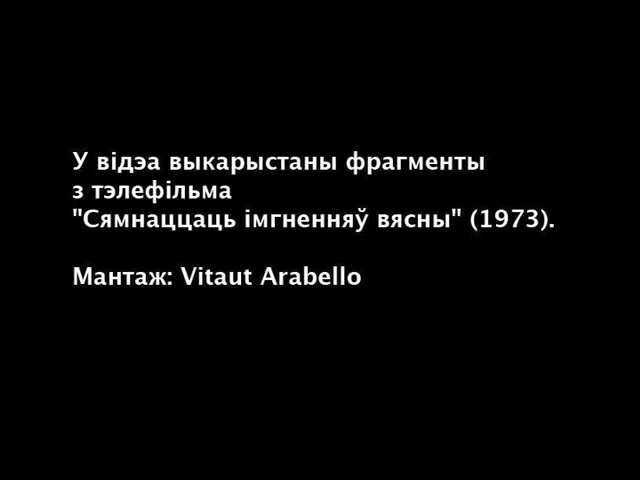 У відэа выкарыстаны фрагменты
з тэлефільма
"Сямнаццаць імгненняў вясны" (1973).
Мантаж: Vitaut Arabello